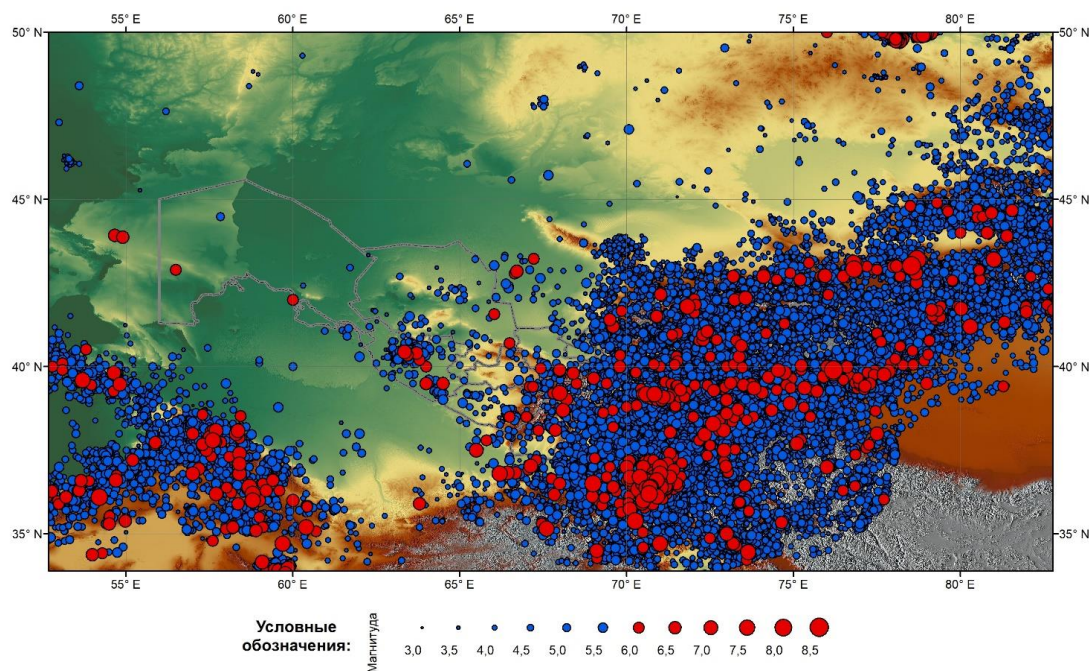 55° E 60° E 65° E 70° E 75° E 80° E
50° N 50° N
45° N 45° N
40° N 40° N
35° N 35° N
55° E 60° E 65° E 70° E 75° E 80° E
Условные
обозначения:
Магнитуда
3,0 3,5 4,0 4,5 5,0 5,5 6,0 6,5 7,0 7,5 8,0 8,5